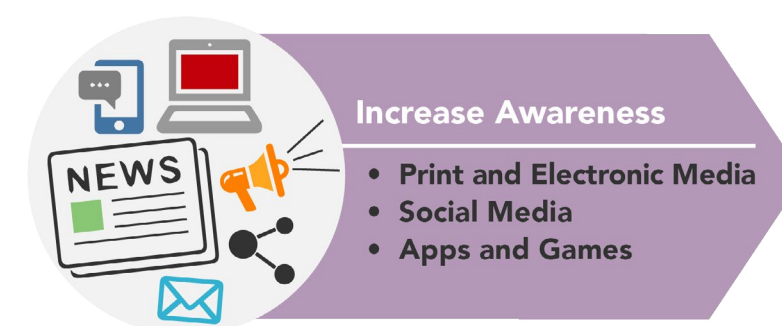 NEWS
Increase Awareness
• Print and Electronic Media
• Social Media
• Apps and Games